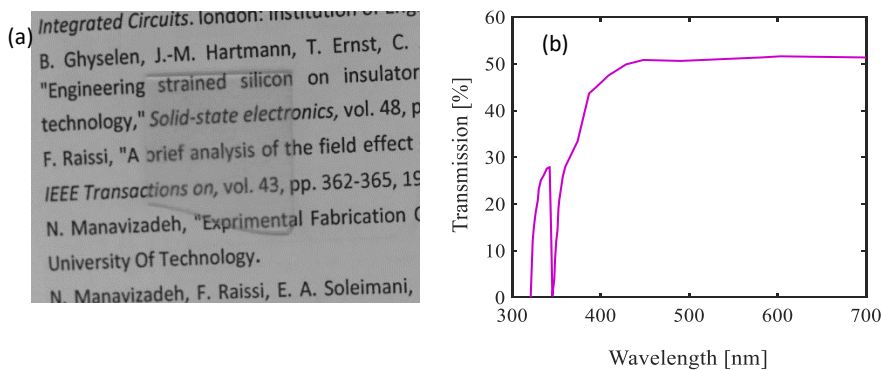 (a)
Integrated Circuits. london: Institution of Eng
B. Ghyselen, J.-M. Hartmann, T. Ernst, C.
"Engineering strained silicon on insulator
technology," Solid-state electronics, vol. 48, p
F. Raissi, "A brief analysis of the field effect
IEEE Transactions on, vol. 43, pp. 362-365, 19
N. Manavizadeh, "Exprimental Fabrication
University Of Technology.
N. Manavizadeh, F. Raissi, E. A. Soleimani,
(b)
Transmission [%]
60
50
40
30
20
10
0
300 400 500 600 700
Wavelength [nm]